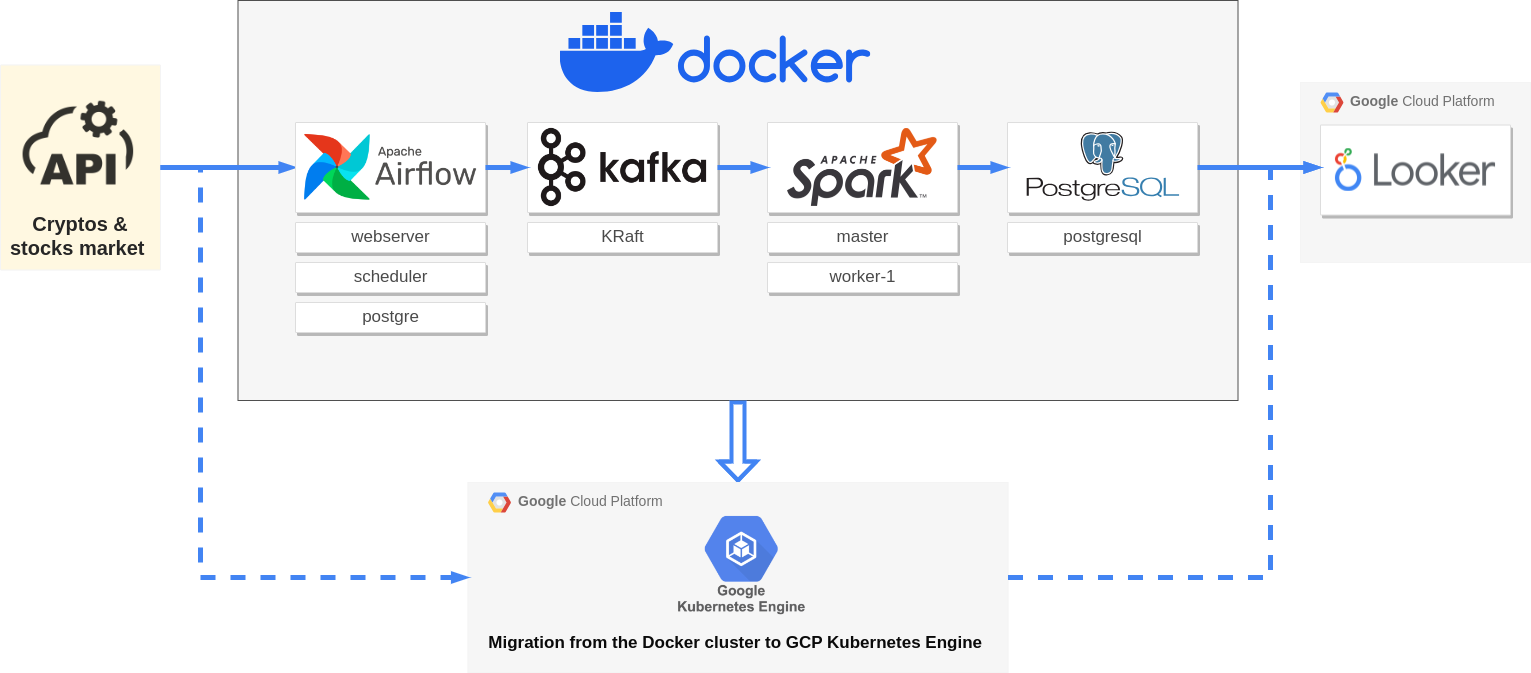 docker
API
Cryptos &
stocks market
Apache
Airflow
webserver
scheduler
postgre
kafka
KRaft
APACHE
Spark™
master
worker-1
PostgreSQL
postgresql
Google Cloud Platform
Looker
Google Cloud Platform
Google
Kubernetes Engine
Migration from the Docker cluster to GCP Kubernetes Engine